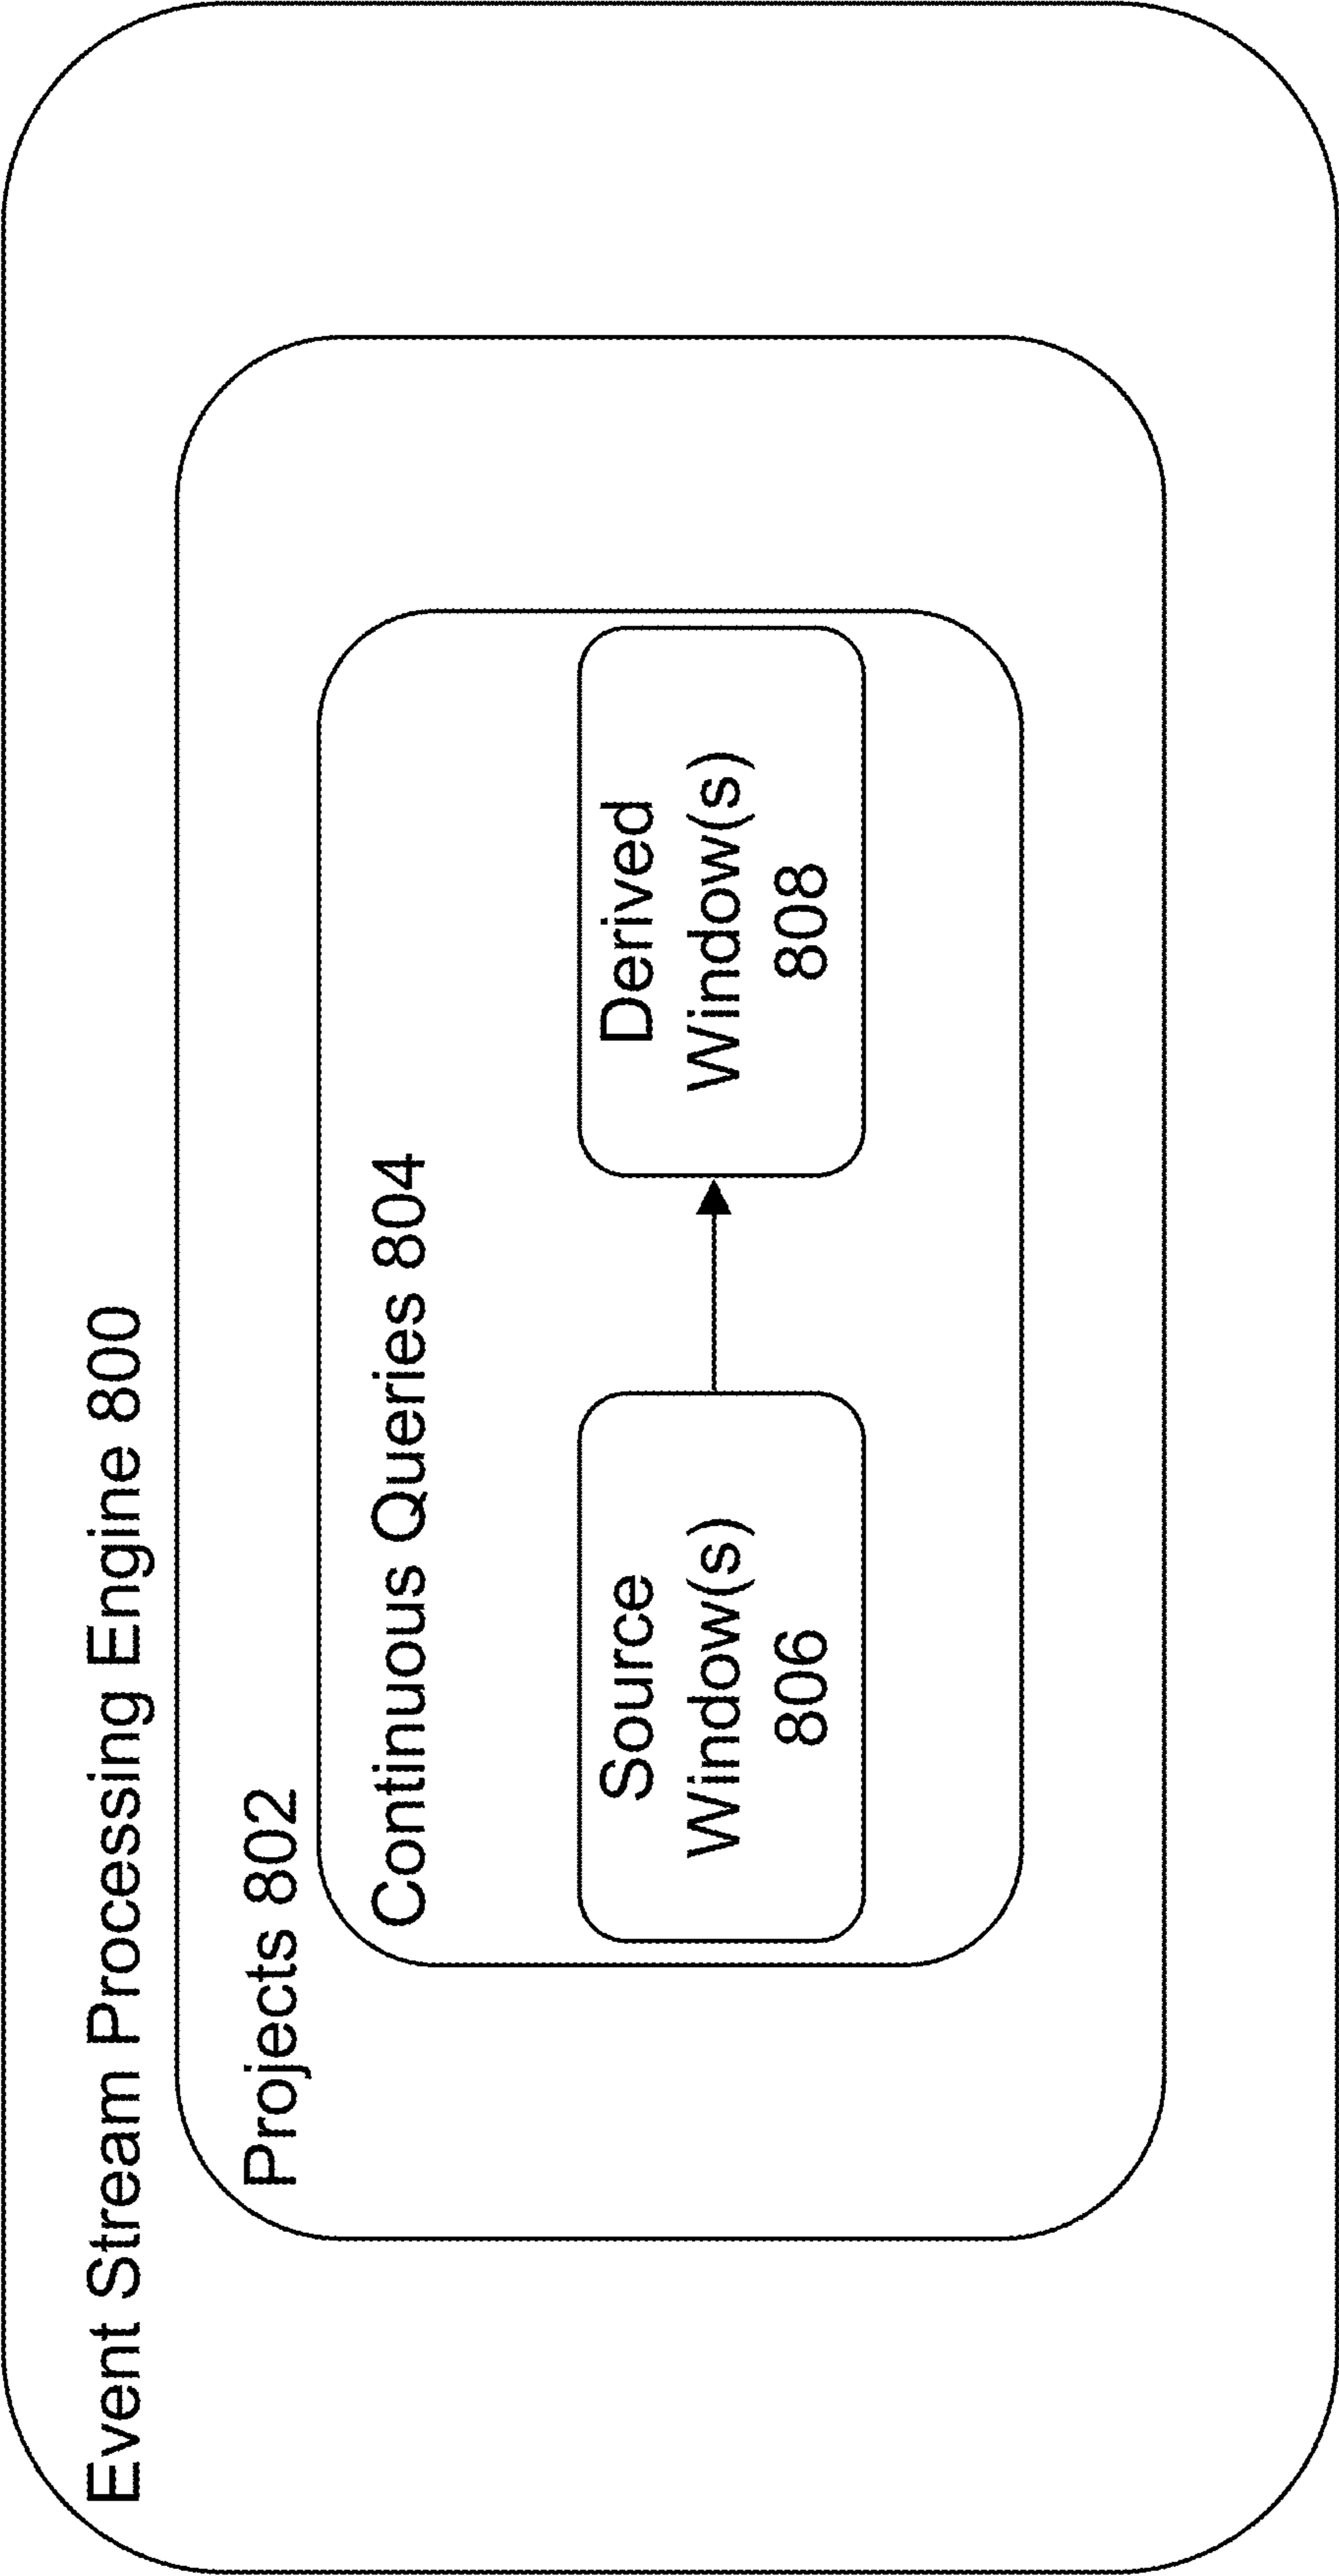 Event Stream Processing Engine 800
Projects 802
Continuous Queries 804
Source
Window(s)
806
Derived
Window(s)
808